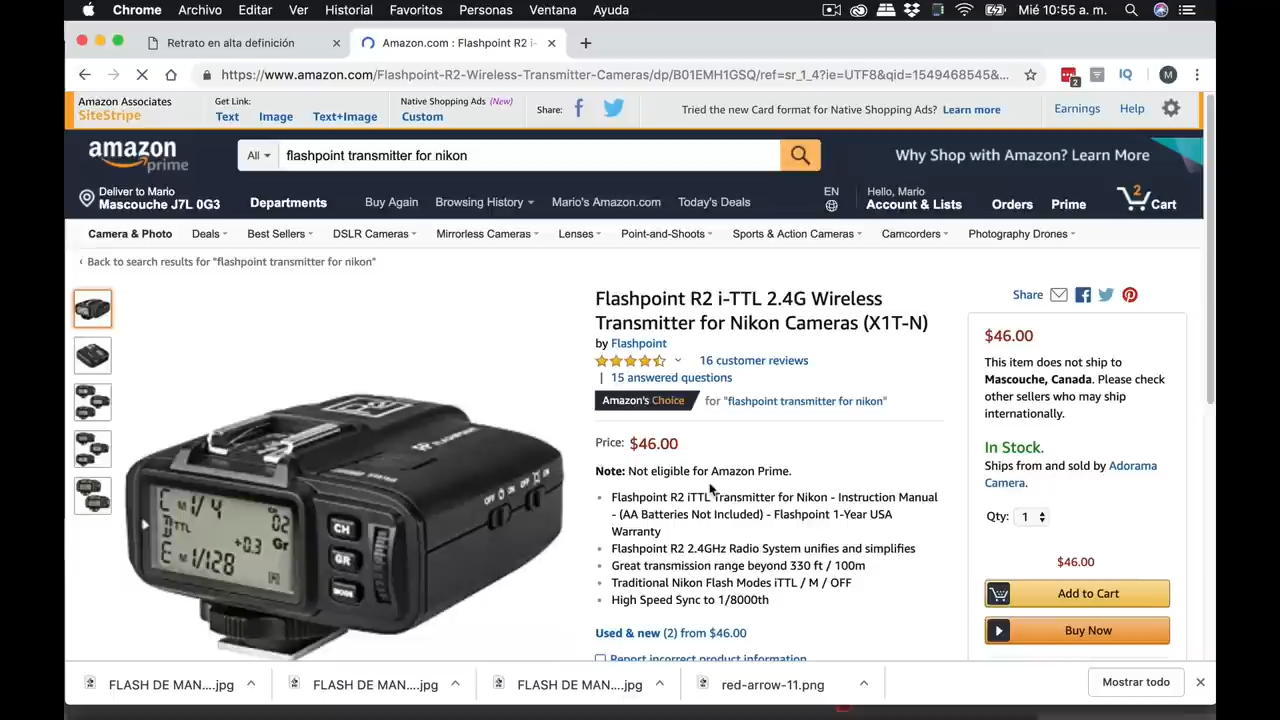 Chrome Archivo Editar Ver Historial Favoritos Personas Ventana Ayuda Mié 10:55 a. m.
Retrato en alta definición
Amazon.com : Flashpoint R2 i-
https://www.amazon.com/Flashpoint-R2-Wireless-Transmitter-Cameras/dp/B01EMH1GSQ/ref=sr_1_4?ie=UTF8&qid=1549468545&... 2 IQ M
Amazon Associates
SiteStripe
Get Link:
Text Image Text+Image
Native Shopping Ads (New)
Custom
Share:
Tried the new Card format for Native Shopping Ads? Learn more
Earnings Help
amazon
prime
All flashpoint transmitter for nikon
Why Shop with Amazon? Learn More
Deliver to Mario
Mascouche J7L 0G3
Departments Buy Again Browsing History Mario's Amazon.com Today's Deals
EN
Hello, Mario
Account & Lists
Orders Prime 2 Cart
Camera & Photo Deals Best Sellers DSLR Cameras Mirrorless Cameras Lenses Point-and-Shoots Sports & Action Cameras Camcorders Photography Drones
‹ Back to search results for "flashpoint transmitter for nikon"
Flashpoint R2 i-TTL 2.4G Wireless
Transmitter for Nikon Cameras (X1T-N)
by Flashpoint
16 customer reviews
| 15 answered questions
Amazon's Choice for "flashpoint transmitter for nikon"
Price: $46.00
Note: Not eligible for Amazon Prime.
Flashpoint R2 iTTL Transmitter for Nikon - Instruction Manual
- (AA Batteries Not Included) - Flashpoint 1-Year USA
Warranty
Flashpoint R2 2.4GHz Radio System unifies and simplifies
Great transmission range beyond 330 ft / 100m
Traditional Nikon Flash Modes iTTL / M / OFF
High Speed Sync to 1/8000th
Used & new (2) from $46.00
Report incorrect product information
Share
$46.00
This item does not ship to
Mascouche, Canada. Please check
other sellers who may ship
internationally.
In Stock.
Ships from and sold by Adorama
Camera.
Qty: 1
$46.00
Add to Cart
Buy Now
R2
OFF ON OFF ON
C M1/4
CH 02
B TTL +0.3 Gr
E M1/128
CH
GR
MODE
FLASH DE MAN....jpg FLASH DE MAN....jpg FLASH DE MAN....jpg red-arrow-11.png Mostrar todo